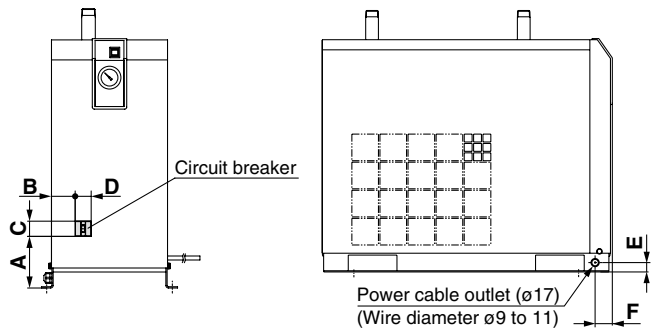 B
D
Circuit breaker
C
A
E
Power cable outlet (ø17)
(Wire diameter ø9 to 11)
F